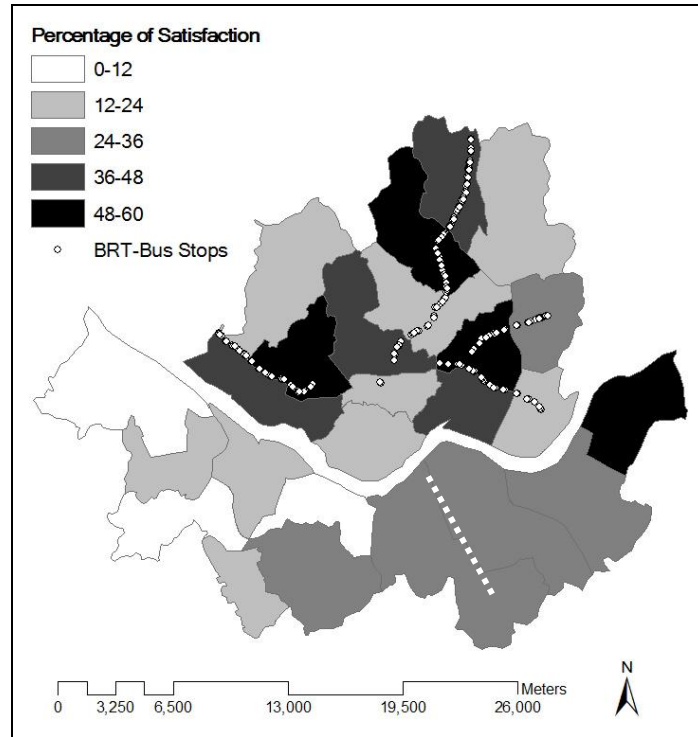 Percentage of Satisfaction
0-12
12-24
24-36
36-48
48-60
BRT-Bus Stops
N
Meters
0 3,250 6,500 13,000 19,500 26,000